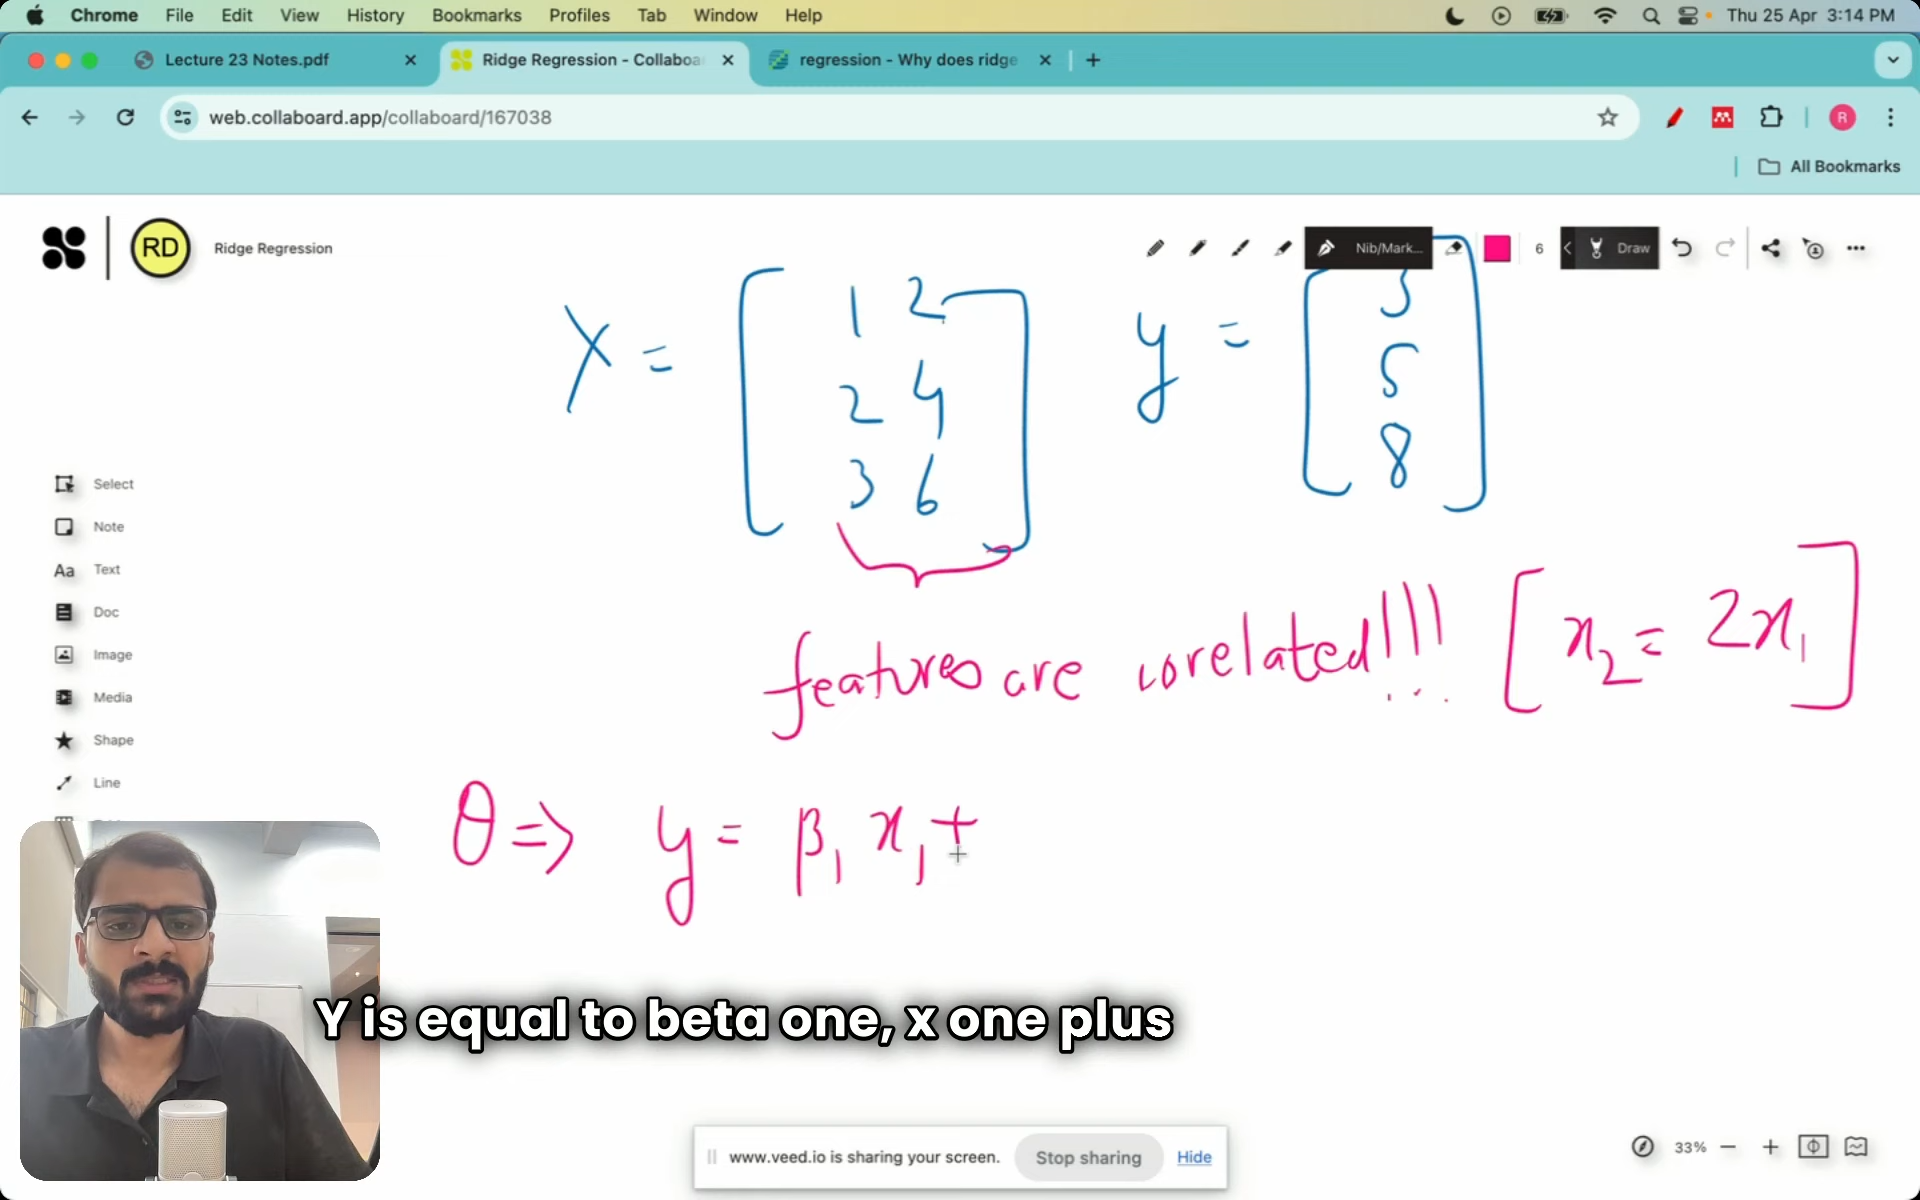 Chrome File Edit View History Bookmarks Profiles Tab Window Help Thu 25 Apr 3:14 PM
Lecture 23 Notes.pdf Ridge Regression - Collaboa regression - Why does ridge
web.collaboard.app/collaboard/167038 R
All Bookmarks
RD Ridge Regression Nib/Mark... 6 Draw
X = [ 1 2 y = [ 3
2 4 5
3 6 ] 8 ]
Select
Note
Aa Text
Doc
Image
Media
Shape
Line
features are corelated!!! ... [ x₂ = 2x₁ ]
θ => y = β₁ x₁ +
Y is equal to beta one, x one plus
www.veed.io is sharing your screen. Stop sharing Hide
33%